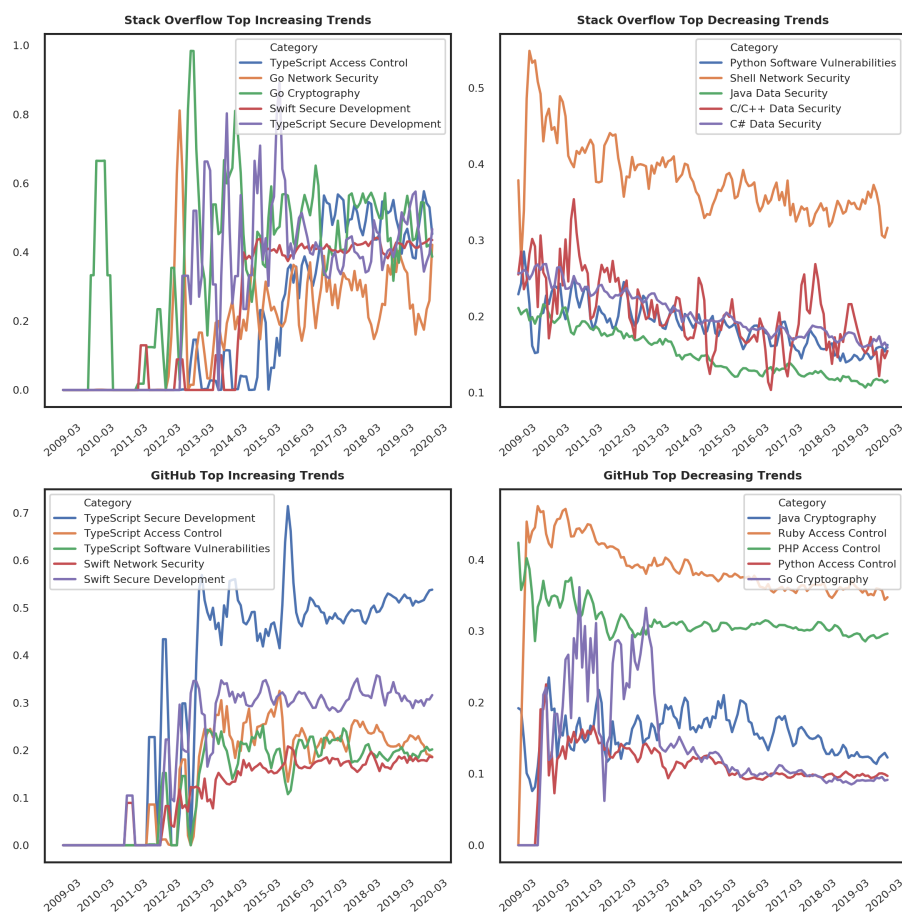 Stack Overflow Top Increasing Trends
Category
TypeScript Access Control
Go Network Security
Go Cryptography
Swift Secure Development
TypeScript Secure Development
1.0
0.8
0.6
0.4
0.2
0.0
2009-03
2010-03
2011-03
2012-03
2013-03
2014-03
2015-03
2016-03
2017-03
2018-03
2019-03
2020-03
Stack Overflow Top Decreasing Trends
Category
Python Software Vulnerabilities
Shell Network Security
Java Data Security
C/C++ Data Security
C# Data Security
0.5
0.4
0.3
0.2
0.1
2009-03
2010-03
2011-03
2012-03
2013-03
2014-03
2015-03
2016-03
2017-03
2018-03
2019-03
2020-03
GitHub Top Increasing Trends
Category
TypeScript Secure Development
TypeScript Access Control
TypeScript Software Vulnerabilities
Swift Network Security
Swift Secure Development
0.7
0.6
0.5
0.4
0.3
0.2
0.1
0.0
2009-03
2010-03
2011-03
2012-03
2013-03
2014-03
2015-03
2016-03
2017-03
2018-03
2019-03
2020-03
GitHub Top Decreasing Trends
Category
Java Cryptography
Ruby Access Control
PHP Access Control
Python Access Control
Go Cryptography
0.4
0.3
0.2
0.1
0.0
2009-03
2010-03
2011-03
2012-03
2013-03
2014-03
2015-03
2016-03
2017-03
2018-03
2019-03
2020-03